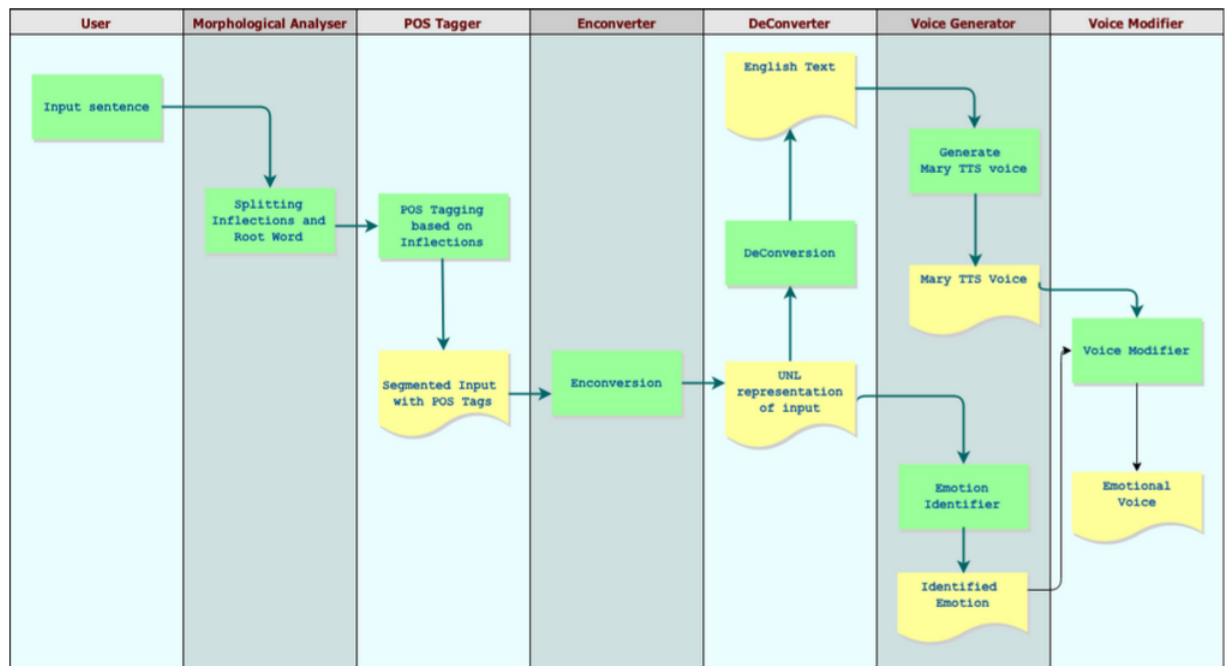 User
Morphological Analyser
POS Tagger
Enconverter
DeConverter
Voice Generator
Voice Modifier
Input sentence
Splitting
Inflections and
Root Word
POS Tagging
based on
Inflections
Segmented Input
with POS Tags
Enconversion
UNL
representation
of input
DeConversion
English Text
Generate
Mary TTS voice
Mary TTS Voice
Emotion
Identifier
Identified
Emotion
Voice Modifier
Emotional
Voice